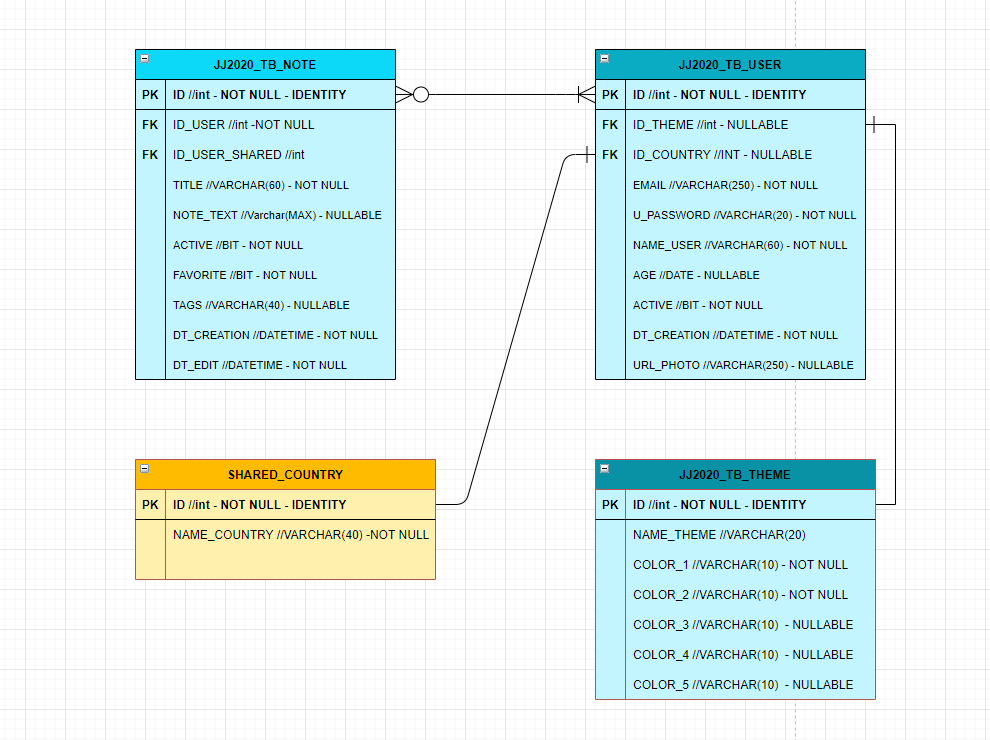 JJ2020_TB_NOTE
PK ID //int - NOT NULL - IDENTITY
FK ID_USER //int -NOT NULL
FK ID_USER_SHARED //int
TITLE //VARCHAR(60) - NOT NULL
NOTE_TEXT //Varchar(MAX) - NULLABLE
ACTIVE //BIT - NOT NULL
FAVORITE //BIT - NOT NULL
TAGS //VARCHAR(40) - NULLABLE
DT_CREATION //DATETIME - NOT NULL
DT_EDIT //DATETIME - NOT NULL
JJ2020_TB_USER
PK ID //int - NOT NULL - IDENTITY
FK ID_THEME //int - NULLABLE
FK ID_COUNTRY //INT - NULLABLE
EMAIL //VARCHAR(250) - NOT NULL
U_PASSWORD //VARCHAR(20) - NOT NULL
NAME_USER //VARCHAR(60) - NOT NULL
AGE //DATE - NULLABLE
ACTIVE //BIT - NOT NULL
DT_CREATION //DATETIME - NOT NULL
URL_PHOTO //VARCHAR(250) - NULLABLE
SHARED_COUNTRY
PK ID //int - NOT NULL - IDENTITY
NAME_COUNTRY //VARCHAR(40) -NOT NULL
JJ2020_TB_THEME
PK ID //int - NOT NULL - IDENTITY
NAME_THEME //VARCHAR(20)
COLOR_1 //VARCHAR(10) - NOT NULL
COLOR_2 //VARCHAR(10) - NOT NULL
COLOR_3 //VARCHAR(10)  - NULLABLE
COLOR_4 //VARCHAR(10)  - NULLABLE
COLOR_5 //VARCHAR(10)  - NULLABLE